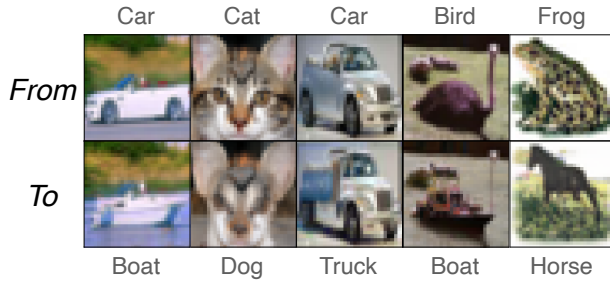 Car Cat Car Bird Frog
From
To
Boat Dog Truck Boat Horse